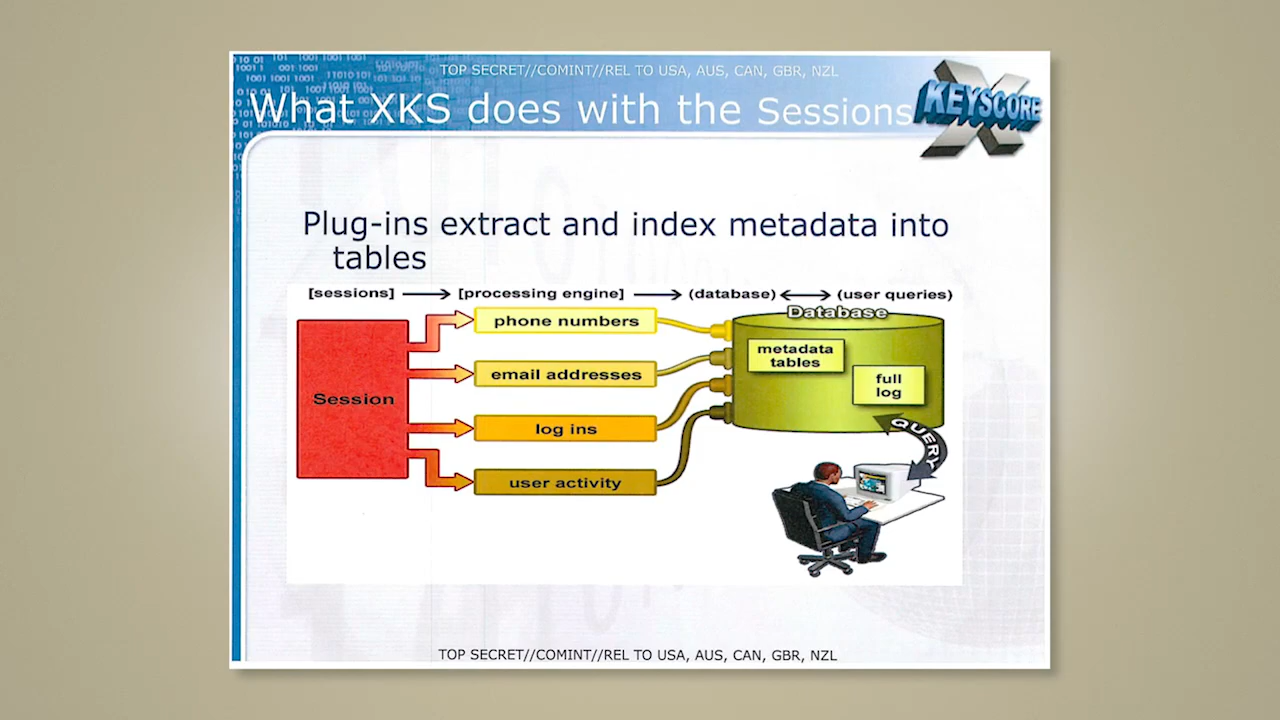 TOP SECRET//COMINT//REL TO USA, AUS, CAN, GBR, NZL
What XKS does with the Sessions
X
KEYSCORE
Plug-ins extract and index metadata into
tables
[sessions] [processing engine] (database) (user queries)
Session
phone numbers
email addresses
log ins
user activity
Database
metadata
tables
full
log
QUERY
TOP SECRET//COMINT//REL TO USA, AUS, CAN, GBR, NZL